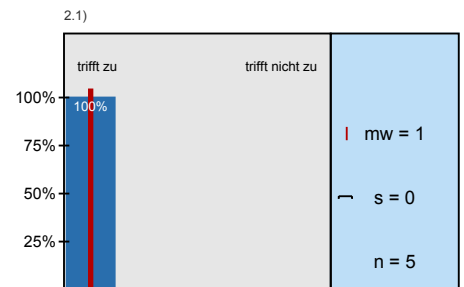 2.1)
trifft zu trifft nicht zu
100%
100%
75%
mw = 1
50%
s = 0
25%
n = 5